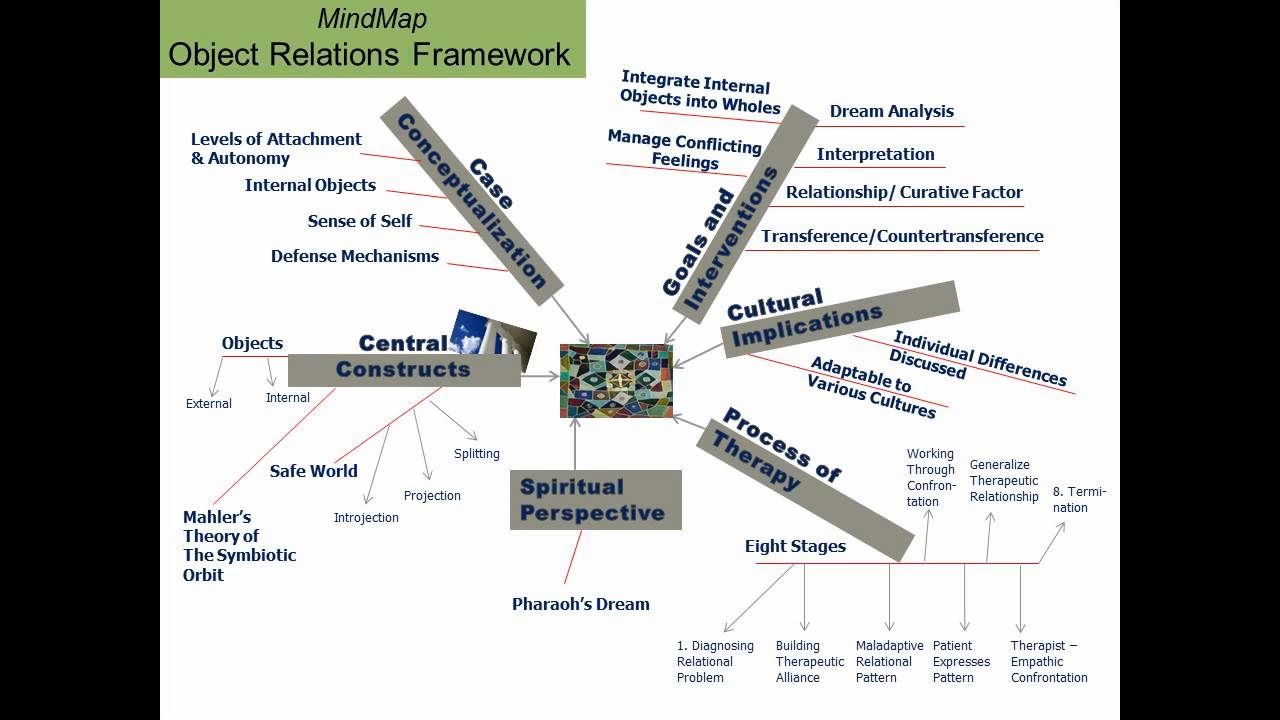 MindMap
Object Relations Framework
Integrate Internal
Objects into Wholes
Manage Conflicting
Feelings
Goals and
Interventions
Dream Analysis
Interpretation
Relationship/ Curative Factor
Transference/Countertransference
Levels of Attachment
& Autonomy
Internal Objects
Sense of Self
Defense Mechanisms
Case
Conceptualization
Cultural
Implications
Individual Differences
Discussed
Adaptable to
Various Cultures
Objects
External
Internal
Central
Constructs
Safe World
Splitting
Projection
Introjection
Mahler's
Theory of
The Symbiotic
Orbit
Spiritual
Perspective
Pharaoh's Dream
Process of
Therapy
Eight Stages
1. Diagnosing
Relational
Problem
Building
Therapeutic
Alliance
Maladaptive
Relational
Pattern
Patient
Expresses
Pattern
Therapist –
Empathic
Confrontation
Working
Through
Confron-
tation
Generalize
Therapeutic
Relationship
8. Termi-
nation